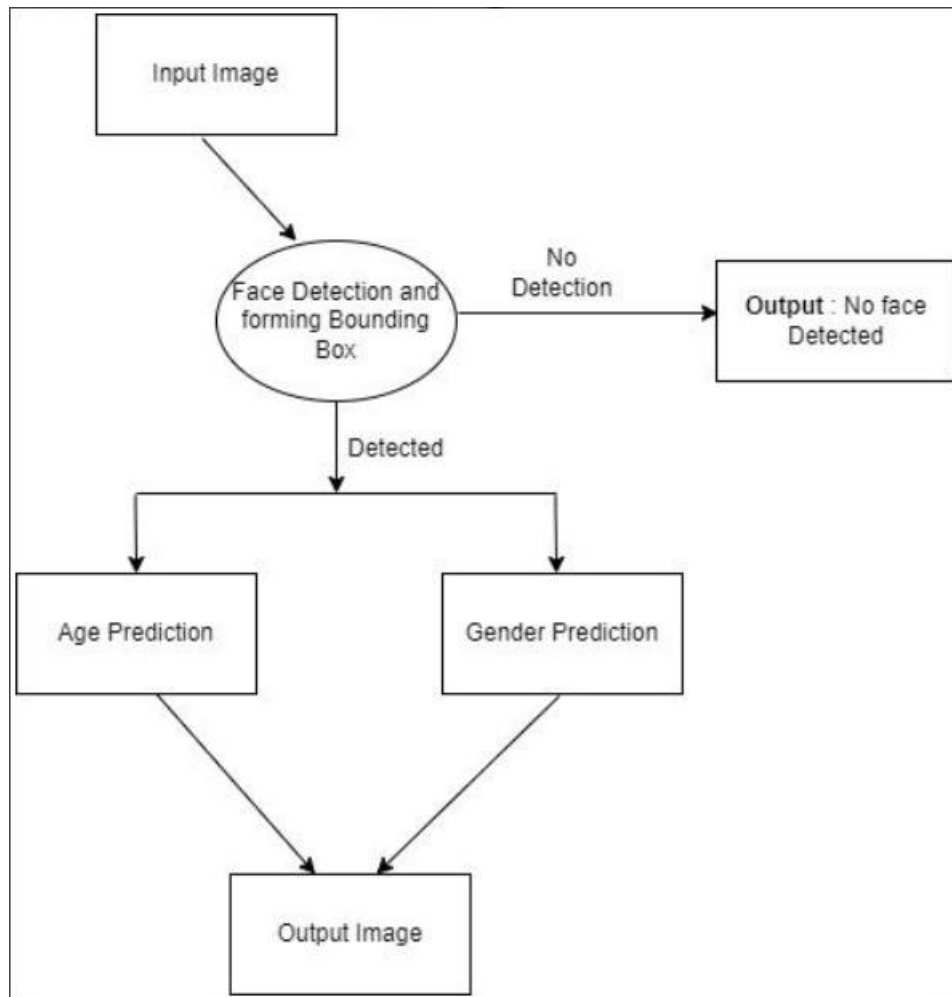 Input Image
Face Detection and
forming Bounding
Box
No
Detection
Output : No face
Detected
Detected
Age Prediction
Gender Prediction
Output Image